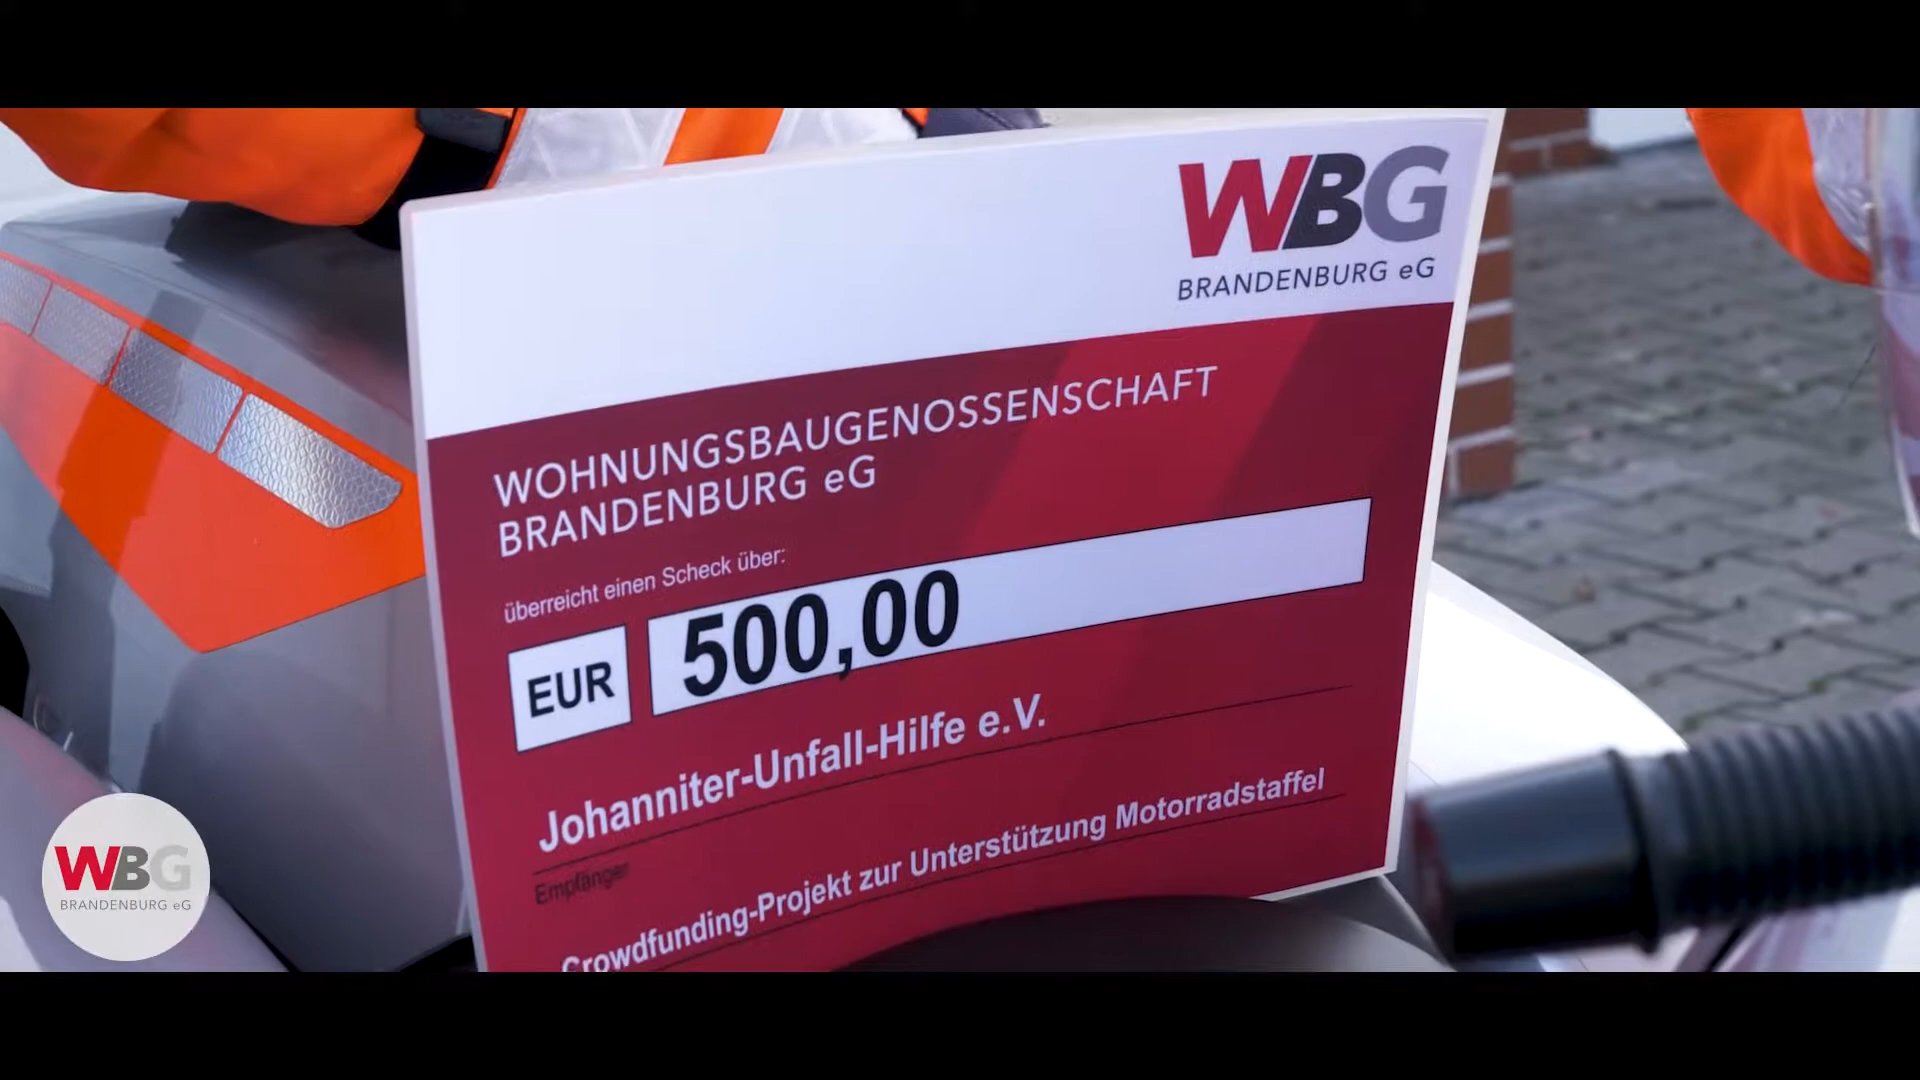 WBG
BRANDENBURG eG
WOHNUNGSBAUGENOSSENSCHAFT
BRANDENBURG eG
überreicht einen Scheck über:
EUR 500,00
Johanniter-Unfall-Hilfe e.V.
Empfänger
Crowdfunding-Projekt zur Unterstützung Motorradstaffel
WBG
BRANDENBURG eG